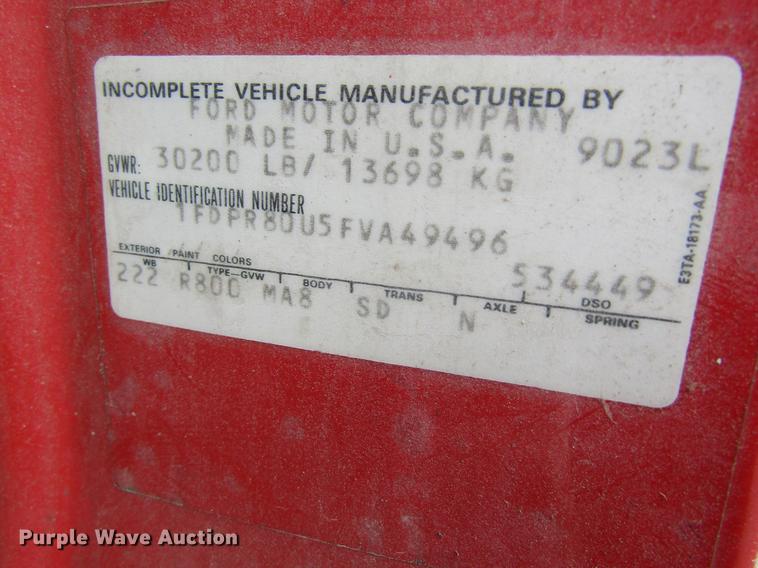 INCOMPLETE VEHICLE MANUFACTURED BY
FORD MOTOR COMPANY
MADE IN U.S.A.
9023L
GVWR: 30200 LB/ 13698 KG
VEHICLE IDENTIFICATION NUMBER
1FDPR80U5FVA49496
EXTERIOR PAINT COLORS
534449
DSO
WB TYPE-GVW BODY TRANS AXLE SPRING
222 R800 MA8 SD N
E3TA-18173-AA
Purple Wave Auction